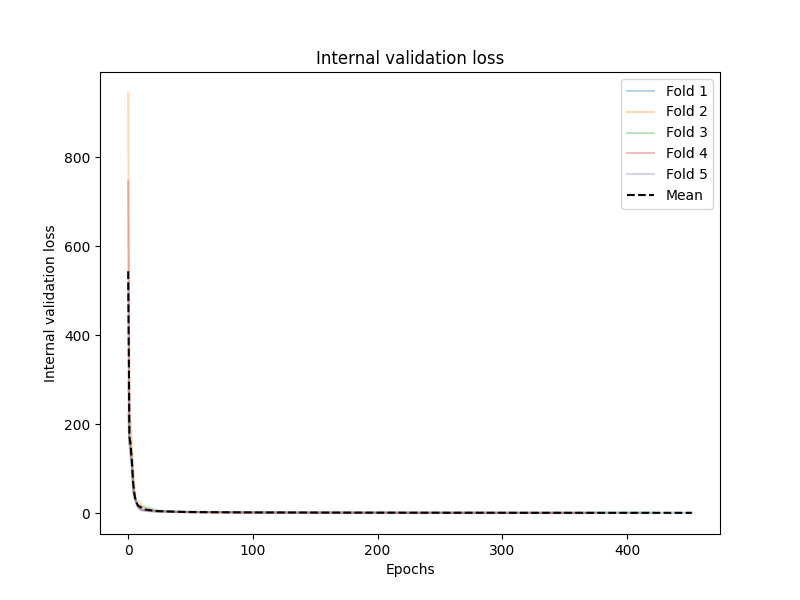 Internal validation loss
Fold 1
Fold 2
Fold 3
Fold 4
Fold 5
Mean
Internal validation loss
800
600
400
200
0
0 100 200 300 400
Epochs